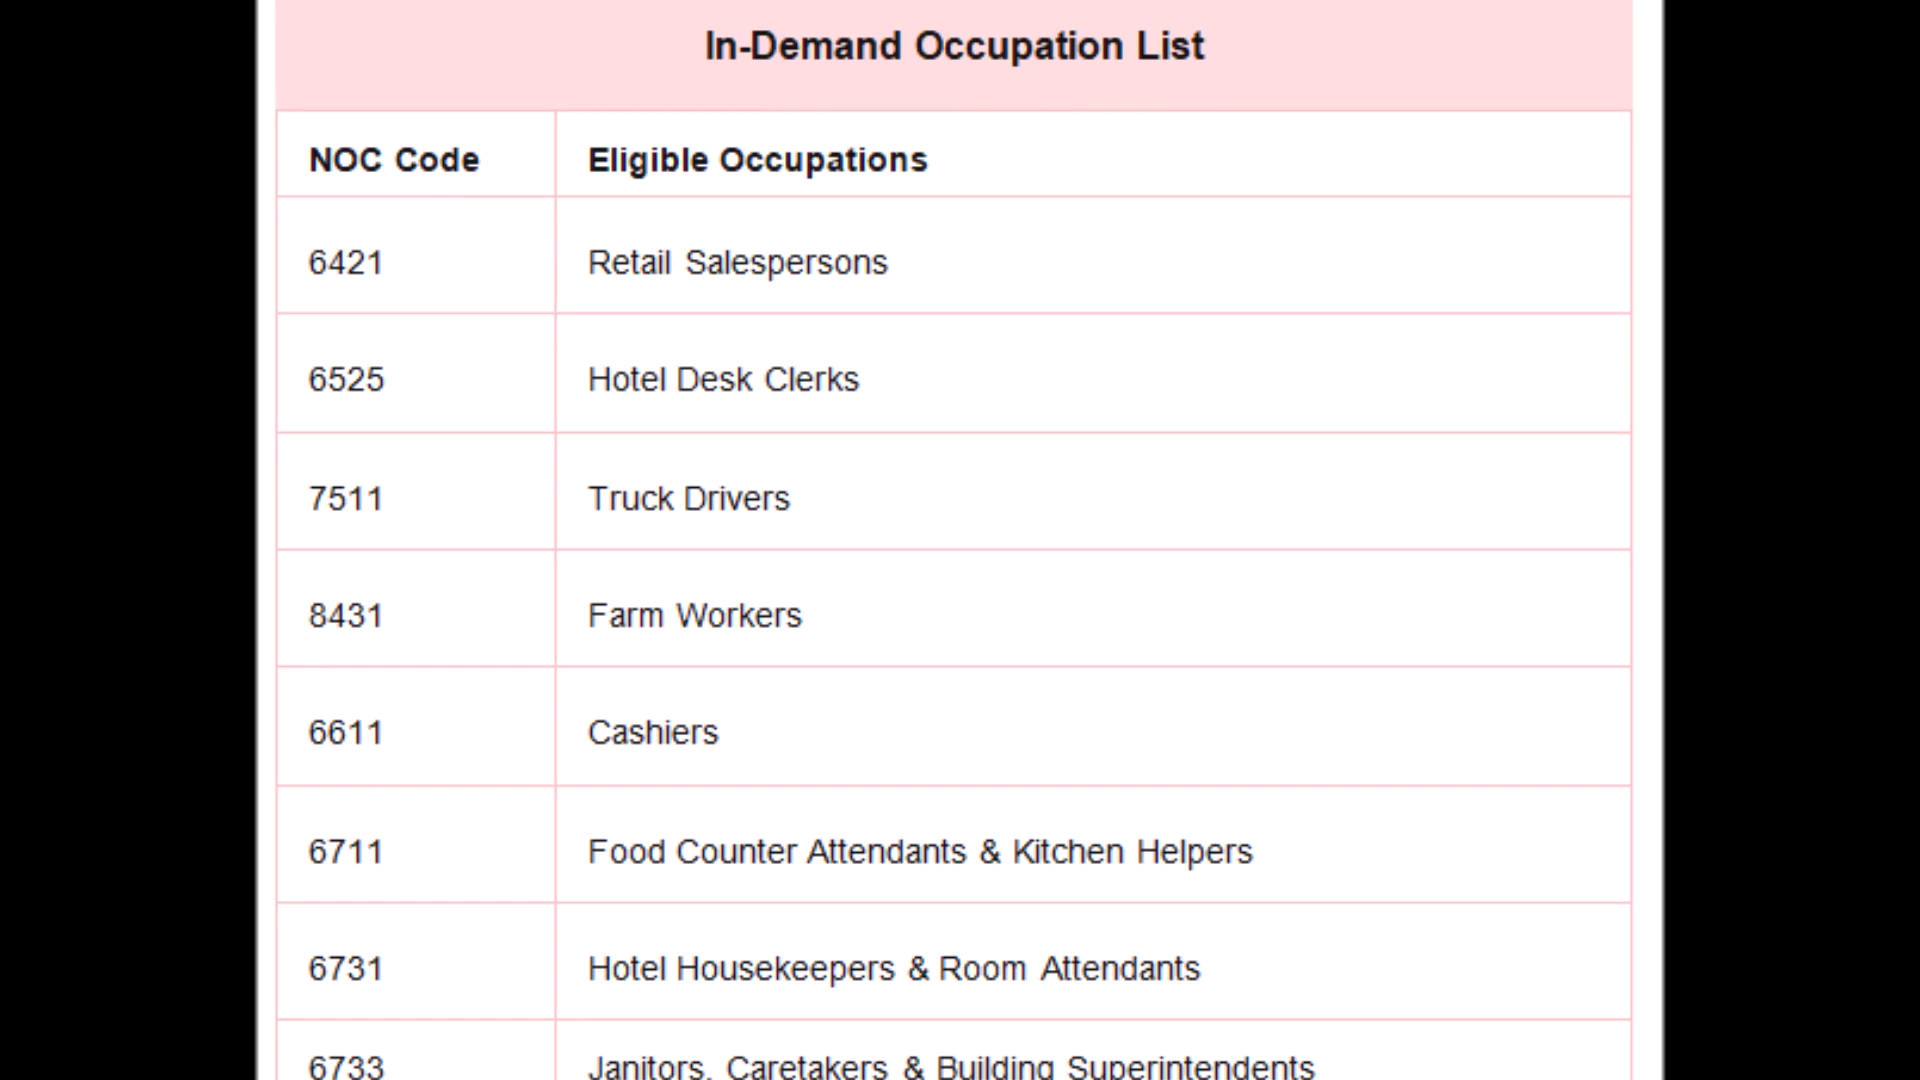 In-Demand Occupation List
NOC Code Eligible Occupations
6421 Retail Salespersons
6525 Hotel Desk Clerks
7511 Truck Drivers
8431 Farm Workers
6611 Cashiers
6711 Food Counter Attendants & Kitchen Helpers
6731 Hotel Housekeepers & Room Attendants
6733 Janitors, Caretakers & Building Superintendents